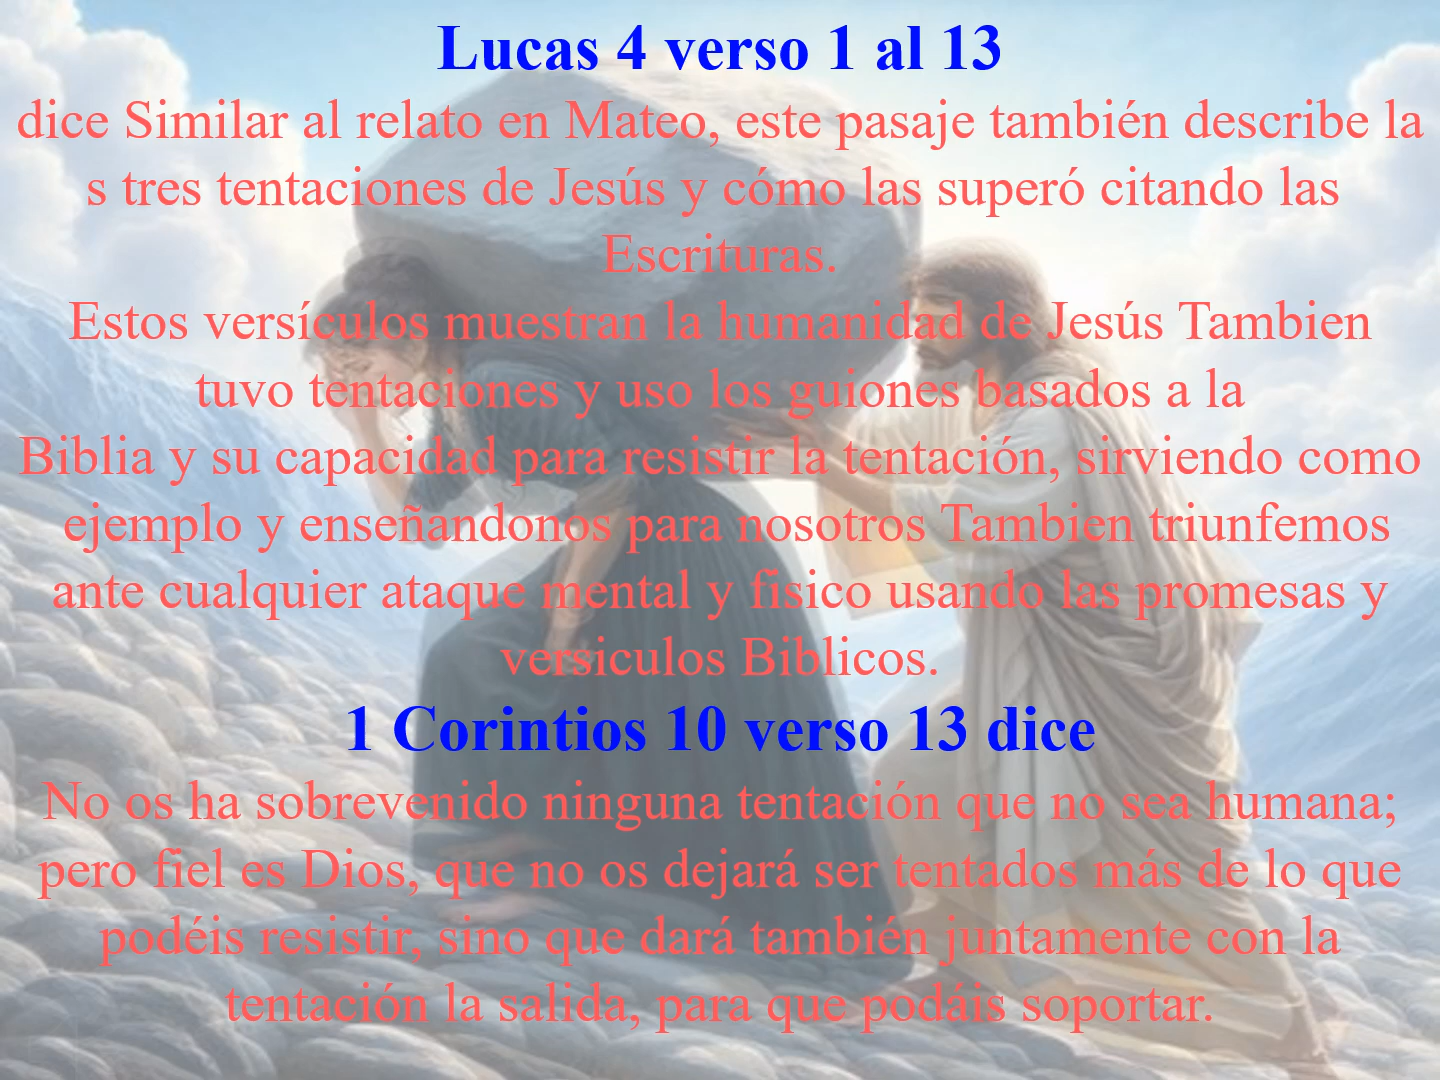 Lucas 4 verso 1 al 13
dice Similar al relato en Mateo, este pasaje también describe la
s tres tentaciones de Jesús y cómo las superó citando las
Escrituras.
Estos versículos muestran la humanidad de Jesús Tambien
tuvo tentaciones y uso los guiones basados a la
Biblia y su capacidad para resistir la tentación, sirviendo como
ejemplo y enseñandonos para nosotros Tambien triunfemos
ante cualquier ataque mental y fisico usando las promesas y
versiculos Biblicos.
1 Corintios 10 verso 13 dice
No os ha sobrevenido ninguna tentación que no sea humana;
pero fiel es Dios, que no os dejará ser tentados más de lo que
podéis resistir, sino que dará también juntamente con la
tentación la salida, para que podáis soportar.